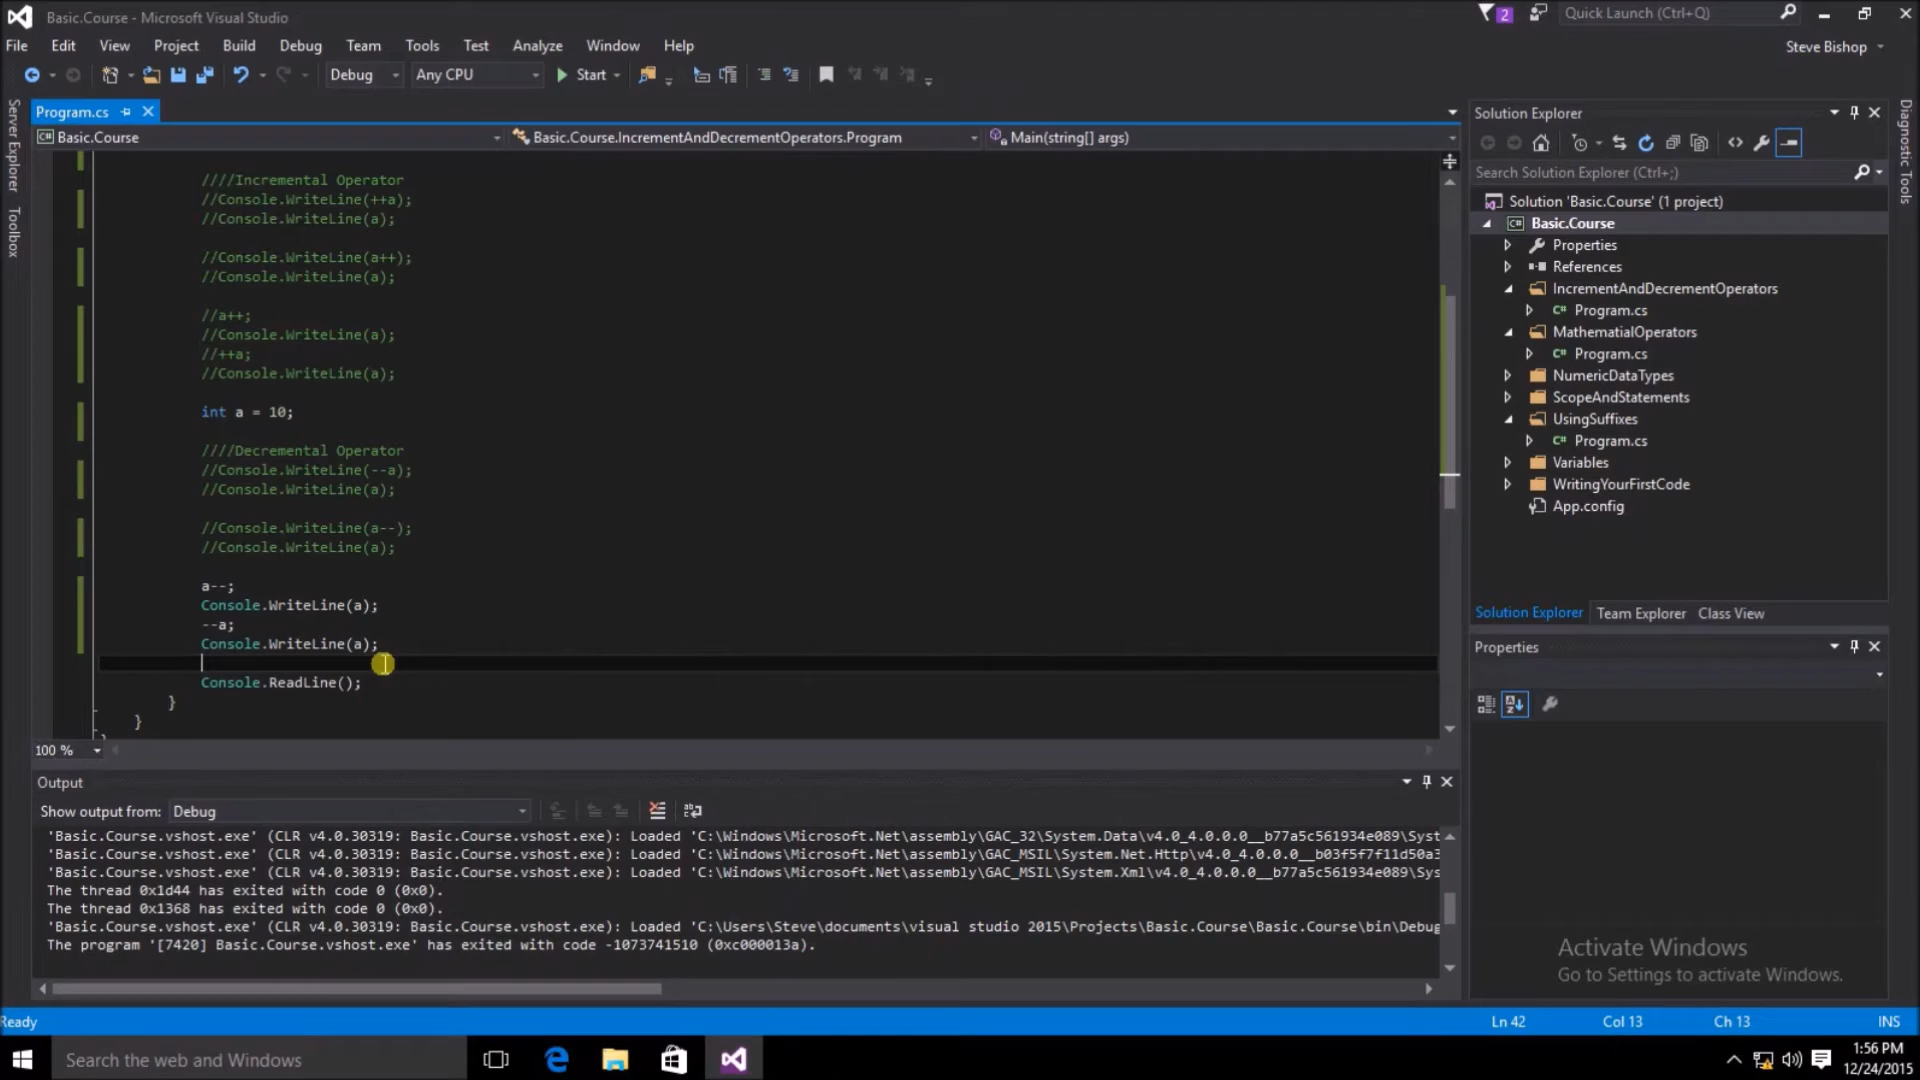 Basic.Course - Microsoft Visual Studio
2
Quick Launch (Ctrl+Q)
File Edit View Project Build Debug Team Tools Test Analyze Window Help
Steve Bishop
Debug Any CPU Start
Server Explorer
Toolbox
Program.cs
Basic.Course Basic.Course.IncrementAndDecrementOperators.Program Main(string[] args)
////Incremental Operator
//Console.WriteLine(++a);
//Console.WriteLine(a);
//Console.WriteLine(a++);
//Console.WriteLine(a);
//a++;
//Console.WriteLine(a);
//++a;
//Console.WriteLine(a);
int a = 10;
////Decremental Operator
//Console.WriteLine(--a);
//Console.WriteLine(a);
//Console.WriteLine(a--);
//Console.WriteLine(a);
a--;
Console.WriteLine(a);
--a;
Console.WriteLine(a);
Console.ReadLine();
}
}
100 %
Output
Show output from: Debug
'Basic.Course.vshost.exe' (CLR v4.0.30319: Basic.Course.vshost.exe): Loaded 'C:\Windows\Microsoft.Net\assembly\GAC_32\System.Data\v4.0_4.0.0.0__b77a5c561934e089\Syst
'Basic.Course.vshost.exe' (CLR v4.0.30319: Basic.Course.vshost.exe): Loaded 'C:\Windows\Microsoft.Net\assembly\GAC_MSIL\System.Net.Http\v4.0_4.0.0.0__b03f5f7f11d50a3
'Basic.Course.vshost.exe' (CLR v4.0.30319: Basic.Course.vshost.exe): Loaded 'C:\Windows\Microsoft.Net\assembly\GAC_MSIL\System.Xml\v4.0_4.0.0.0__b77a5c561934e089\Sys
The thread 0x1d44 has exited with code 0 (0x0).
The thread 0x1368 has exited with code 0 (0x0).
'Basic.Course.vshost.exe' (CLR v4.0.30319: Basic.Course.vshost.exe): Loaded 'C:\Users\Steve\documents\visual studio 2015\Projects\Basic.Course\Basic.Course\bin\Debug
The program '[7420] Basic.Course.vshost.exe' has exited with code -1073741510 (0xc000013a).
Solution Explorer
Search Solution Explorer (Ctrl+;)
Solution 'Basic.Course' (1 project)
C# Basic.Course
Properties
References
IncrementAndDecrementOperators
C# Program.cs
MathematialOperators
C# Program.cs
NumericDataTypes
ScopeAndStatements
UsingSuffixes
C# Program.cs
Variables
WritingYourFirstCode
App.config
Solution Explorer Team Explorer Class View
Properties
Diagnostic Tools
Activate Windows
Go to Settings to activate Windows.
Ready Ln 42 Col 13 Ch 13 INS
Search the web and Windows
1:56 PM
12/24/2015